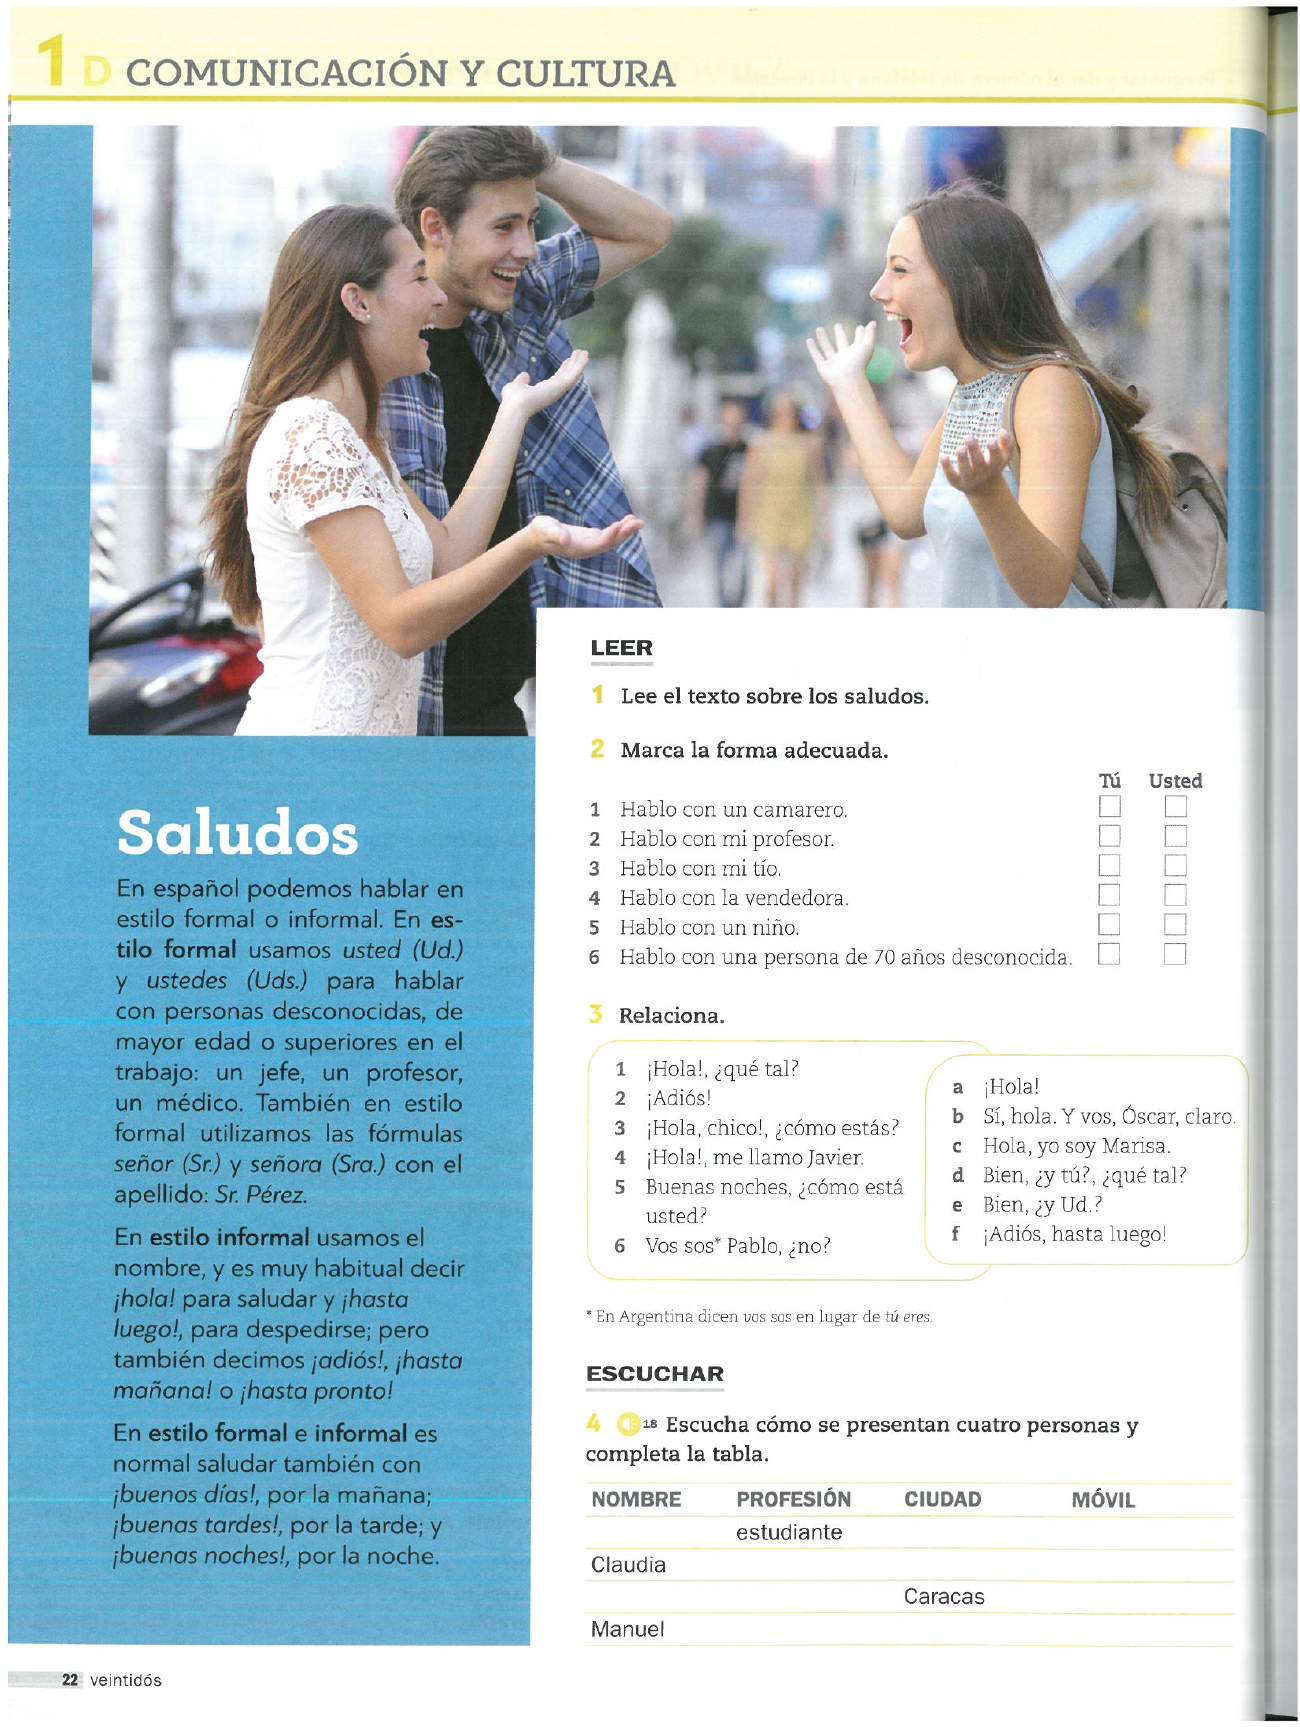 1 D COMUNICACIÓN Y CULTURA
Saludos
En español podemos hablar en
estilo formal o informal. En es-
tilo formal usamos usted (Ud.)
y ustedes (Uds.) para hablar
con personas desconocidas, de
mayor edad o superiores en el
trabajo: un jefe, un profesor,
un médico. También en estilo
formal utilizamos las fórmulas
señor (Sr.) y señora (Sra.) con el
apellido: Sr. Pérez.
En estilo informal usamos el
nombre, y es muy habitual decir
¡hola! para saludar y ¡hasta
luego!, para despedirse; pero
también decimos ¡adiós!, ¡hasta
mañana! o ¡hasta pronto!
En estilo formal e informal es
normal saludar también con
¡buenos días!, por la mañana;
¡buenas tardes!, por la tarde; y
¡buenas noches!, por la noche.
LEER
1 Lee el texto sobre los saludos.
2 Marca la forma adecuada.
Tú Usted
1 Hablo con un camarero.
2 Hablo con mi profesor.
3 Hablo con mi tío.
4 Hablo con la vendedora.
5 Hablo con un niño.
6 Hablo con una persona de 70 años desconocida.
3 Relaciona.
1 ¡Hola!, ¿qué tal?
2 ¡Adiós!
3 ¡Hola, chico!, ¿cómo estás?
4 ¡Hola!, me llamo Javier.
5 Buenas noches, ¿cómo está
usted?
6 Vos sos* Pablo, ¿no?
a ¡Hola!
b Sí, hola. Y vos, Óscar, claro.
c Hola, yo soy Marisa.
d Bien, ¿y tú?, ¿qué tal?
e Bien, ¿y Ud.?
f ¡Adiós, hasta luego!
* En Argentina dicen vos sos en lugar de tú eres.
ESCUCHAR
4 18 Escucha cómo se presentan cuatro personas y
completa la tabla.
NOMBRE PROFESIÓN CIUDAD MÓVIL
estudiante
Claudia
Caracas
Manuel
22 veintidós